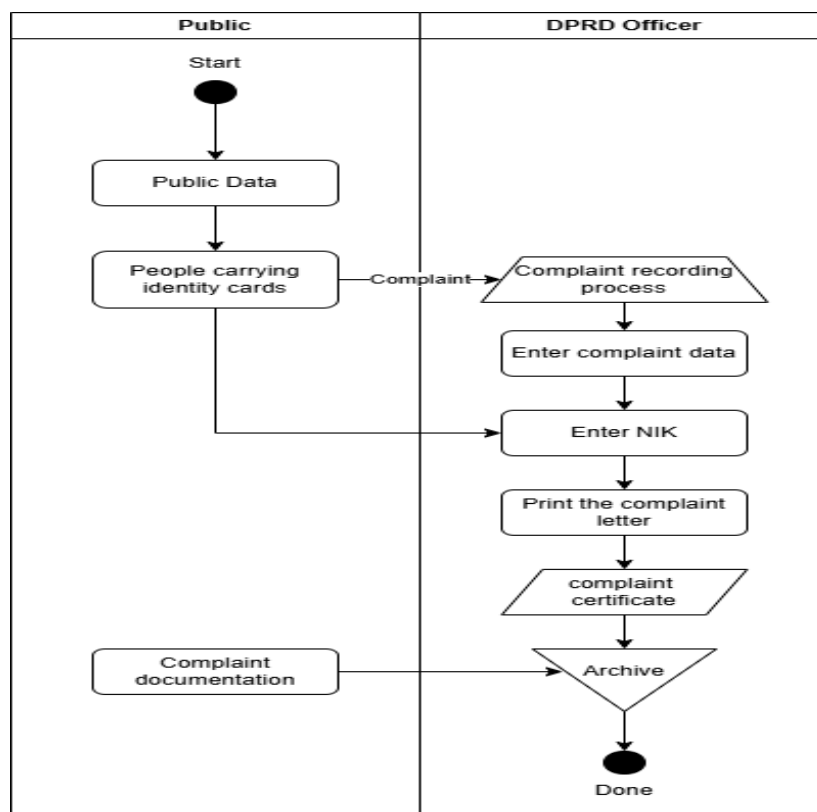 Public
DPRD Officer
Start
Public Data
People carrying
identity cards
Complaint
Complaint recording
process
Enter complaint data
Enter NIK
Print the complaint
letter
complaint
certificate
Complaint
documentation
Archive
Done